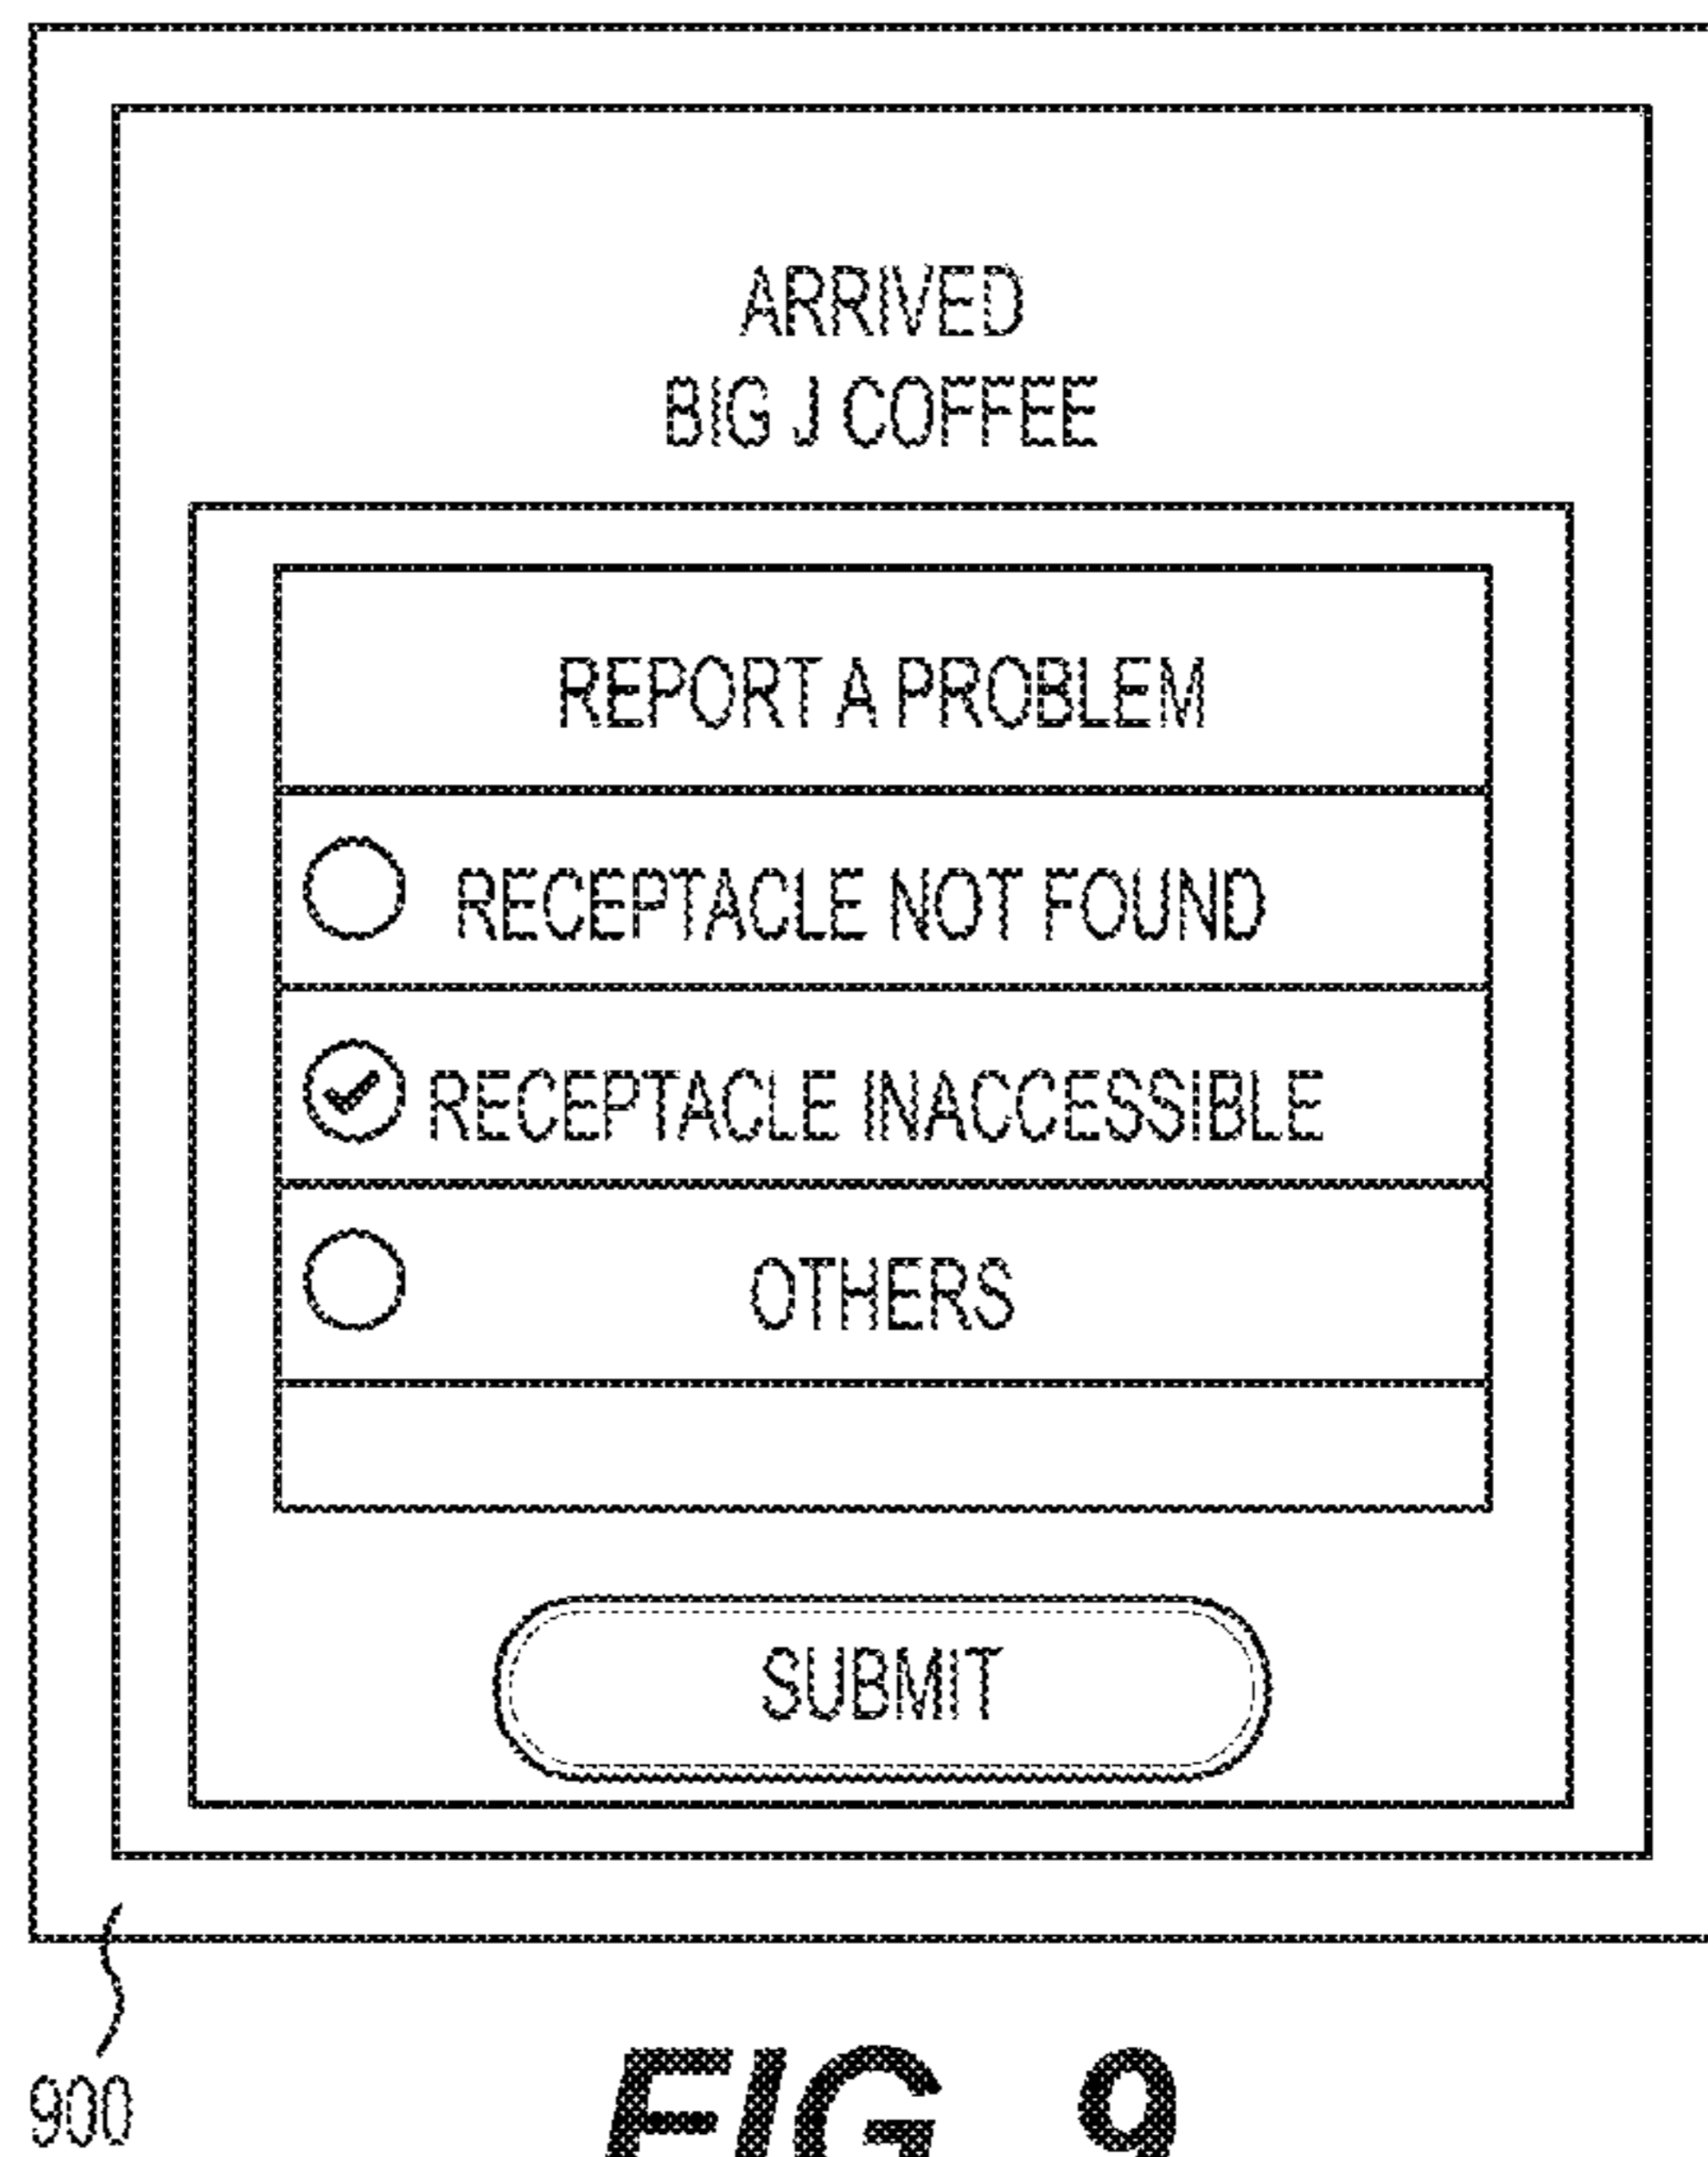 ARRIVED
BIG J COFFEE
REPORT A PROBLEM
RECEPTACLE NOT FOUND
RECEPTACLE INACCESSIBLE
OTHERS
SUBMIT
900
FIG. 9